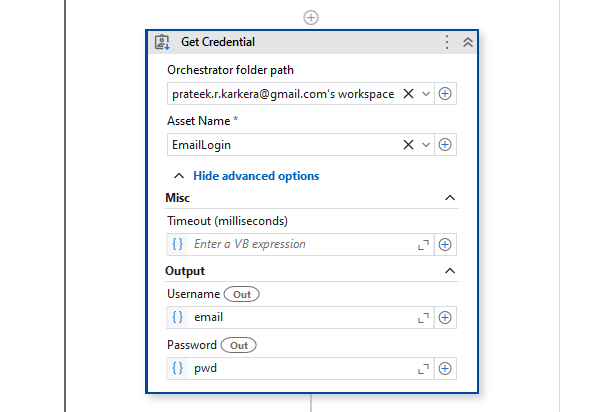 Get Credential
Orchestrator folder path
prateek.r.karkera@gmail.com's workspace
Asset Name *
EmailLogin
Hide advanced options
Misc
Timeout (milliseconds)
{} Enter a VB expression
Output
Username Out
{} email
Password Out
{} pwd